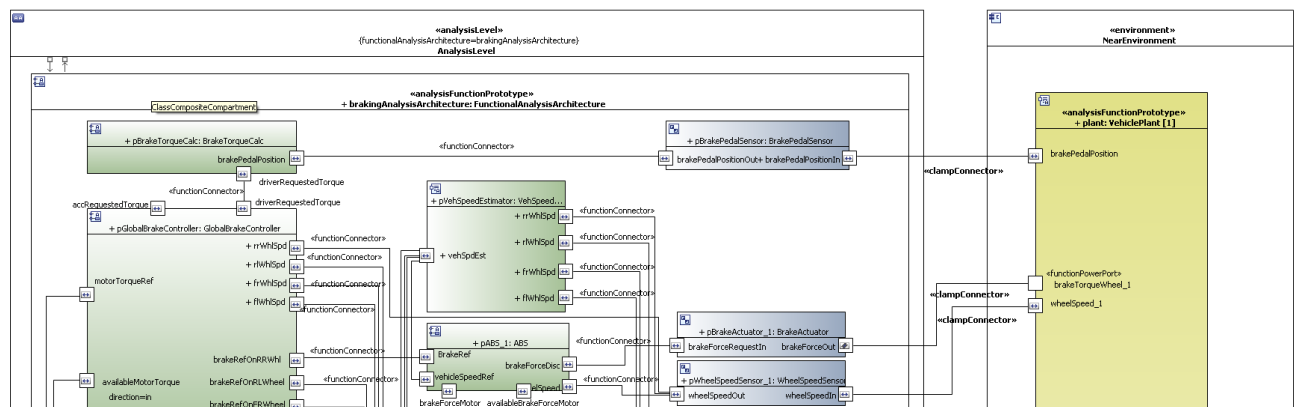 «analysisLevel»
{functionalAnalysisArchitecture=brakingAnalysisArchitecture}
AnalysisLevel
«environment»
NearEnvironment
«analysisFunctionPrototype»
+ brakingAnalysisArchitecture: FunctionalAnalysisArchitecture
ClassCompositeCompartment
«analysisFunctionPrototype»
+ plant: VehiclePlant [1]
+ pBrakeTorqueCalc: BrakeTorqueCalc
brakePedalPosition
«functionConnector»
+ pBrakePedalSensor: BrakePedalSensor
brakePedalPositionOut
+ brakePedalPositionIn
«clampConnector»
brakePedalPosition
driverRequestedTorque
«functionConnector»
accRequestedTorque
driverRequestedTorque
+ pGlobalBrakeController: GlobalBrakeController
+ rrWhlSpd
«functionConnector»
+ rlWhlSpd
«functionConnector»
+ frWhlSpd
«functionConnector»
+ flWhlSpd
«functionConnector»
motorTorqueRef
+ pVehSpeedEstimator: VehSpeed...
+ rrWhlSpd
«functionConnector»
+ rlWhlSpd
«functionConnector»
+ vehSpdEst
+ frWhlSpd
«functionConnector»
+ flWhlSpd
«functionConnector»
«functionPowerPort»
brakeTorqueWheel_1
«clampConnector»
wheelSpeed_1
«clampConnector»
brakeRefOnRRWhl
«functionConnector»
+ pABS_1: ABS
BrakeRef
brakeForceDisc
«functionConnector»
+ pBrakeActuator_1: BrakeActuator
brakeForceRequestIn
brakeForceOut
availableMotorTorque
direction=in
brakeRefOnRLWheel
«functionConnector»
vehicleSpeedRef
elSpeed
«functionConnector»
+ pWheelSpeedSensor_1: WheelSpeedSensor
wheelSpeedOut
wheelSpeedIn
brakeRefOnFRWheel
brakeForceMotor
availableBrakeForceMotor